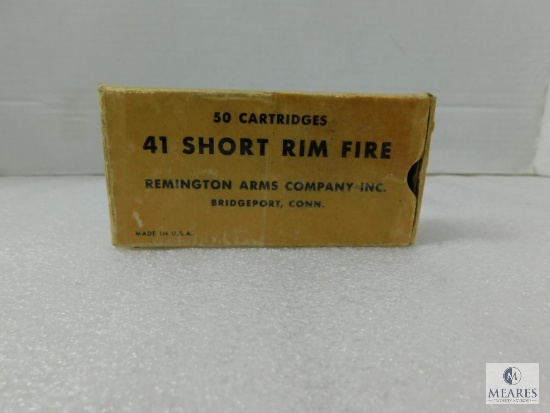 50 CARTRIDGES
41 SHORT RIM FIRE
REMINGTON ARMS COMPANY INC.
BRIDGEPORT, CONN.
MADE IN U.S.A.
M
MEARES